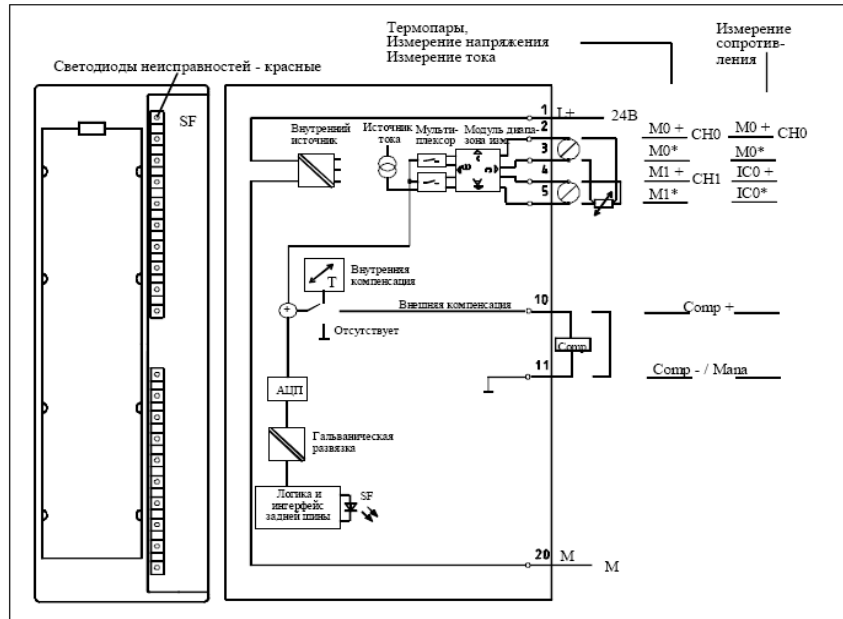 Термопары,
Измерение напряжения
Измерение тока
Измерение
сопротив-
ления
Светодиоды неисправностей - красные
SF
Внутренний
источник
Источник
тока
Мульти-
плексор
Модуль диапа-
зона изм.
1 L+ 24В
2
3
4
5
M0 + CH0 M0 + CH0
M0* M0*
M1 + CH1 IC0 +
M1* IC0*
T
Внутренняя
компенсация
+
Внешняя компенсация
10
Отсутствует
Comp +
Comp
11
Comp - / Mana
АЦП
Гальваническая
развязка
Логика и
интерфейс
задней шины
SF
20 M M